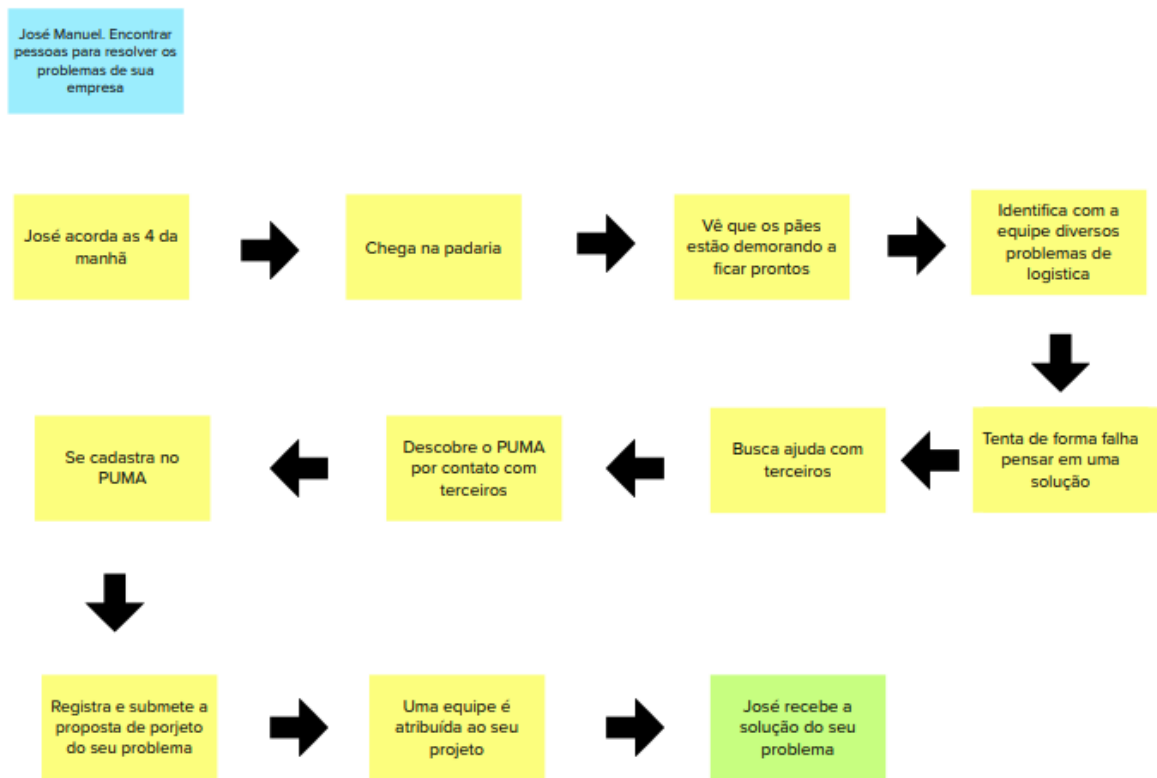 José Manuel. Encontrar
pessoas para resolver os
problemas de sua
empresa
José acorda as 4 da
manhã
Chega na padaria
Vê que os pães
estão demorando a
ficar prontos
Identifica com a
equipe diversos
problemas de
logistica
Tenta de forma falha
pensar em uma
solução
Busca ajuda com
terceiros
Descobre o PUMA
por contato com
terceiros
Se cadastra no
PUMA
Registra e submete a
proposta de porjeto
do seu problema
Uma equipe é
atribuída ao seu
projeto
José recebe a
solução do seu
problema